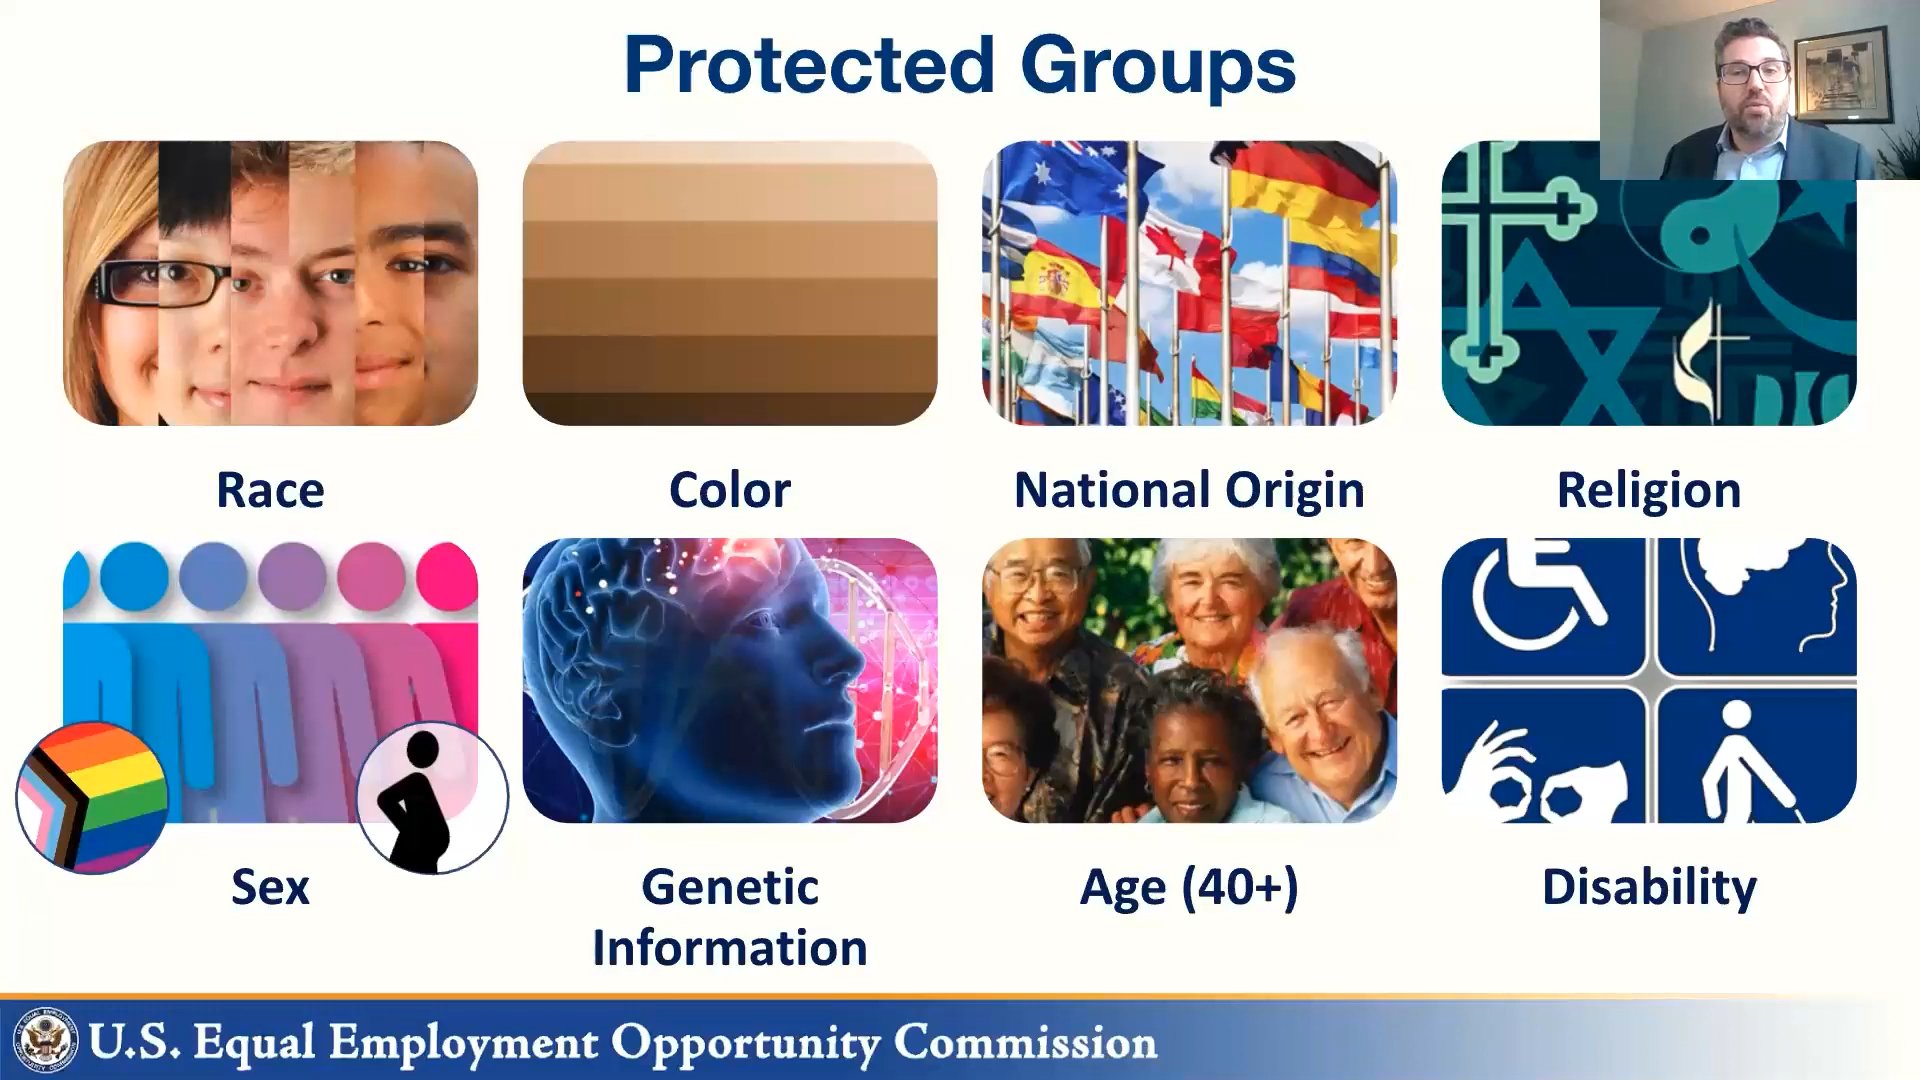 Protected Groups
Race
Color
National Origin
Religion
Sex
Genetic
Information
Age (40+)
Disability
U.S. Equal Employment Opportunity Commission